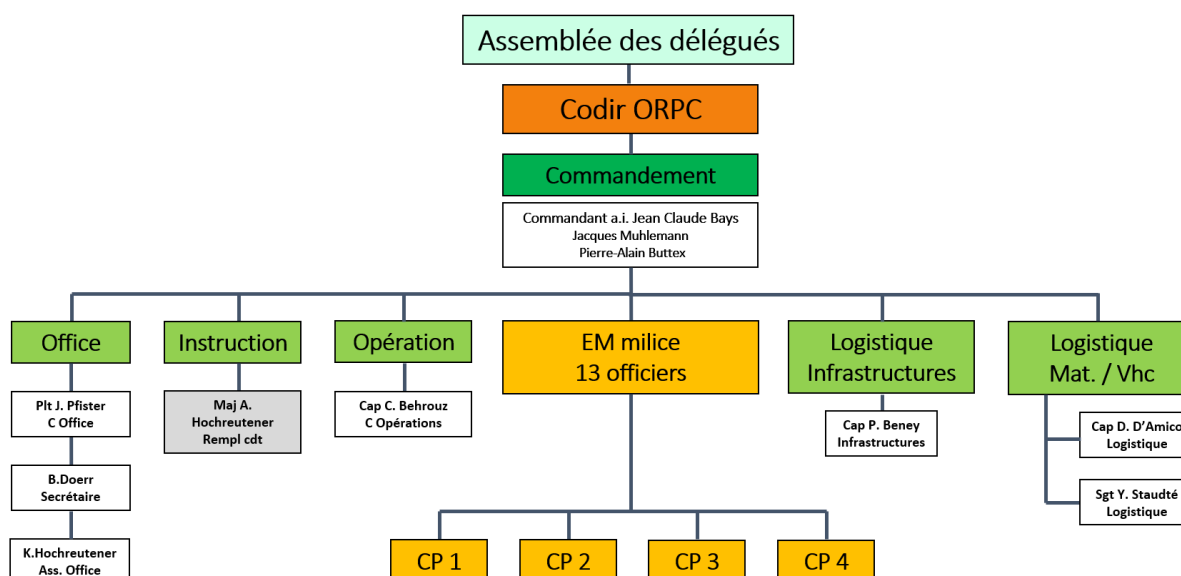 Assemblée des délégués
Codir ORPC
Commandement
Commandant a.i. Jean Claude Bays
Jacques Muhlemann
Pierre-Alain Buttex
Office
Plt J. Pfister
C Office
B.Doerr
Secrétaire
K.Hochreutener
Ass. Office
Instruction
Maj A.
Hochreutener
Rempl cdt
Opération
Cap C. Behrouz
C Opérations
EM milice
13 officiers
CP 1
CP 2
CP 3
CP 4
Logistique
Infrastructures
Cap P. Beney
Infrastructures
Logistique
Mat. / Vhc
Cap D. D’Amico
Logistique
Sgt Y. Staudté
Logistique